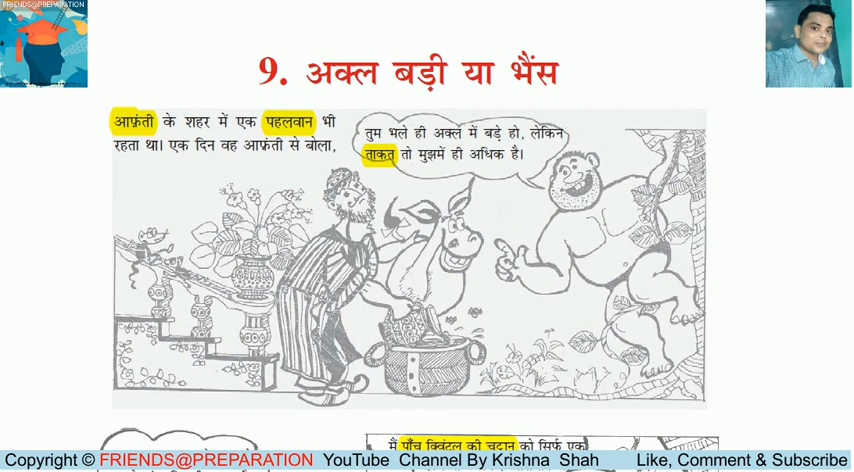 FRIENDS@PREPARATION
9. अक्ल बड़ी या भैंस
आफ़ंती के शहर में एक पहलवान भी
रहता था। एक दिन वह आफ़ंती से बोला,
तुम भले ही अक्ल में बड़े हो, लेकिन
ताकत तो मुझमें ही अधिक है।
मैं पाँच क्विंटल की चट्टान को सिर्फ एक
Copyright © FRIENDS@PREPARATION YouTube Channel By Krishna Shah Like, Comment & Subscribe